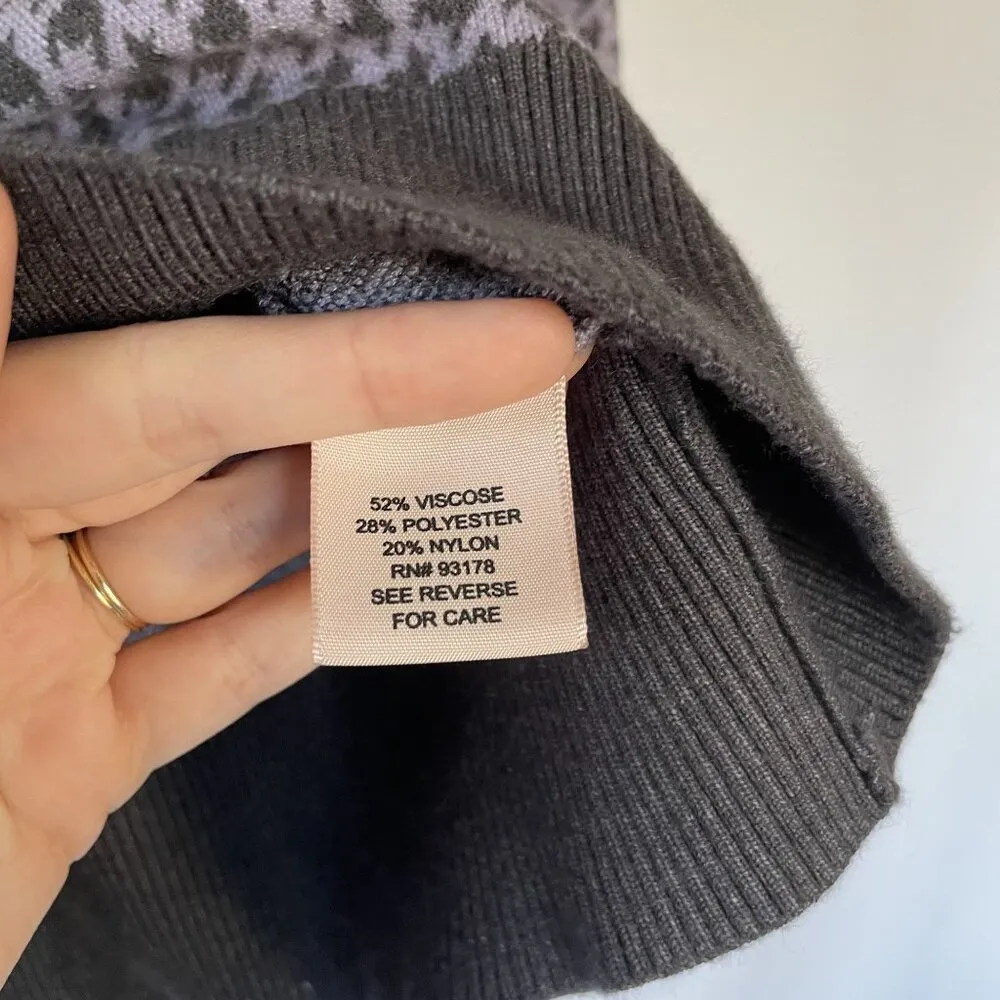 52% VISCOSE
28% POLYESTER
20% NYLON
RN# 93178
SEE REVERSE
FOR CARE